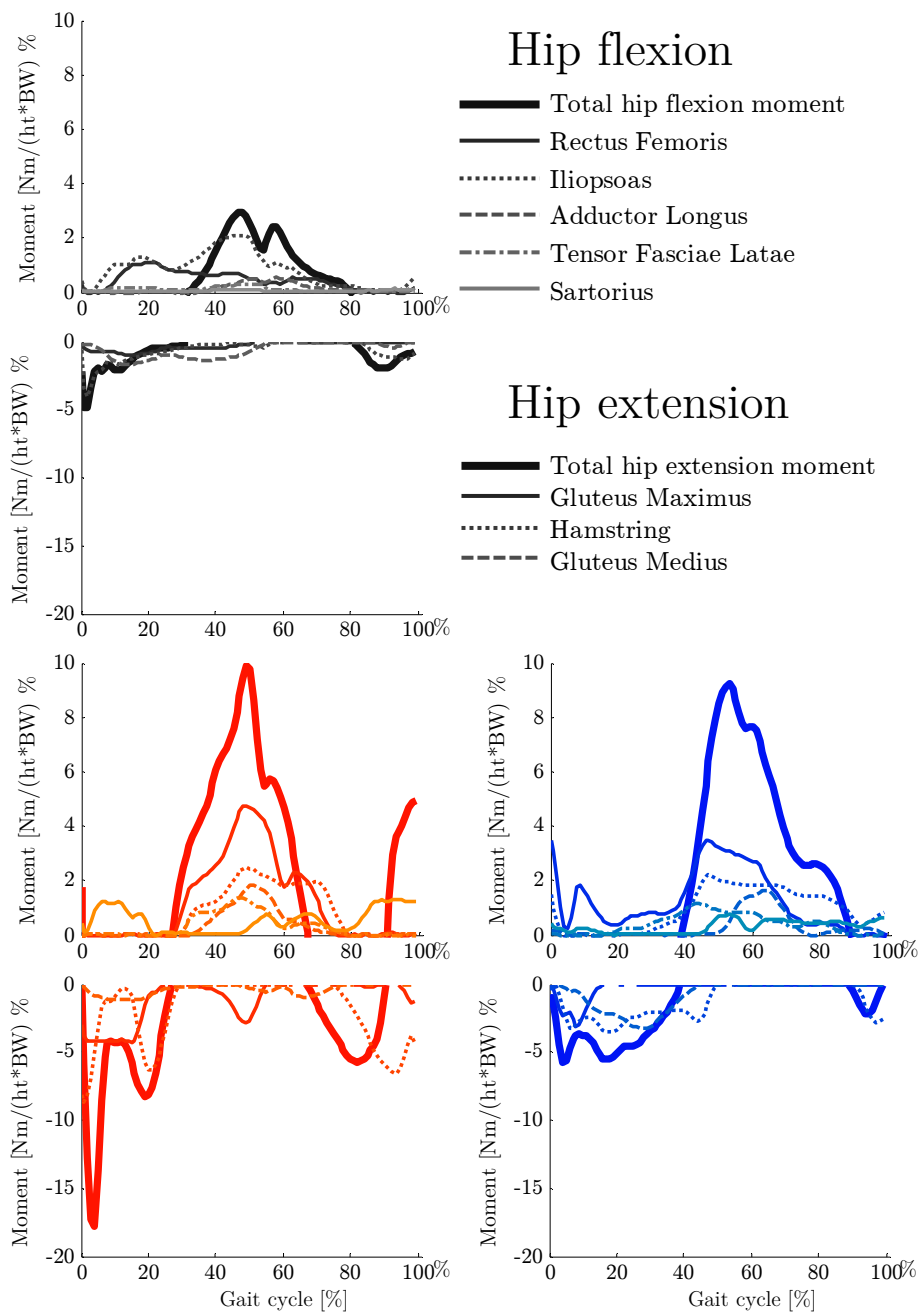 Hip flexion
Moment [Nm/(ht*BW) %
10
8
6
4
2
0
0 20 40 60 80 100%
Total hip flexion moment
Rectus Femoris
Iliopsoas
Adductor Longus
Tensor Fasciae Latae
Sartorius
Hip extension
Moment [Nm/(ht*BW) %
0
-5
-10
-15
-20
0 20 40 60 80 100%
Total hip extension moment
Gluteus Maximus
Hamstring
Gluteus Medius
Moment [Nm/(ht*BW) %
10
8
6
4
2
0
0 20 40 60 80 100%
Moment [Nm/(ht*BW) %
10
8
6
4
2
0
0 20 40 60 80 100%
Moment [Nm/(ht*BW) %
0
-5
-10
-15
-20
0 20 40 60 80 100%
Gait cycle [%]
Moment [Nm/(ht*BW) %
0
-5
-10
-15
-20
0 20 40 60 80 100%
Gait cycle [%]